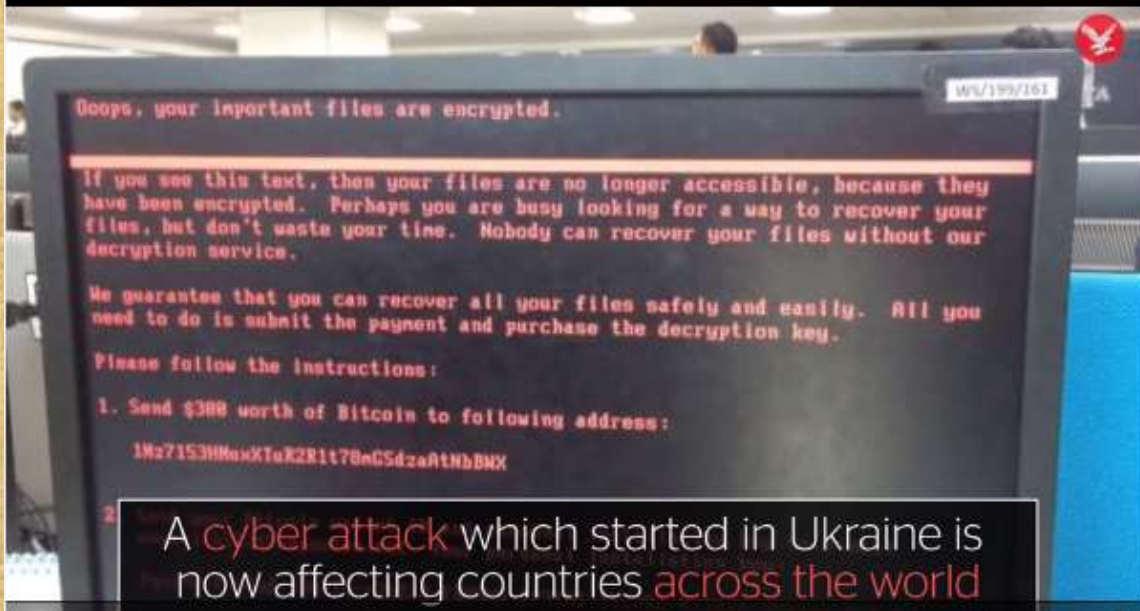 WS/199/161
Ooops, your important files are encrypted.
If you see this text, then your files are no longer accessible, because they
have been encrypted. Perhaps you are busy looking for a way to recover your
files, but don't waste your time. Nobody can recover your files without our
decryption service.
We guarantee that you can recover all your files safely and easily. All you
need to do is submit the payment and purchase the decryption key.
Please follow the instructions:
1. Send $300 worth of Bitcoin to following address:
2
A cyber attack which started in Ukraine is
now affecting countries across the world